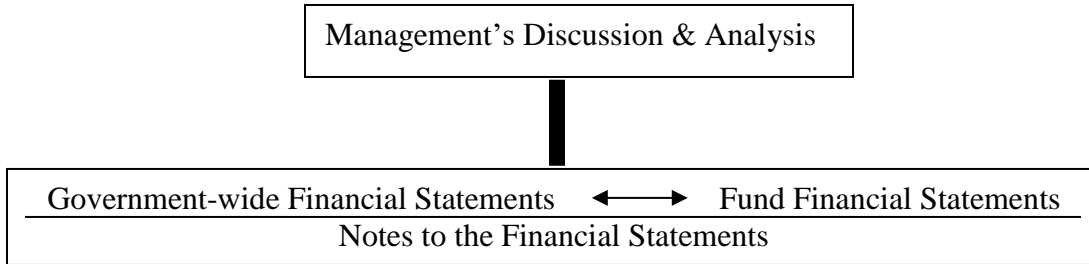 Management’s Discussion & Analysis
Government-wide Financial Statements Fund Financial Statements
Notes to the Financial Statements